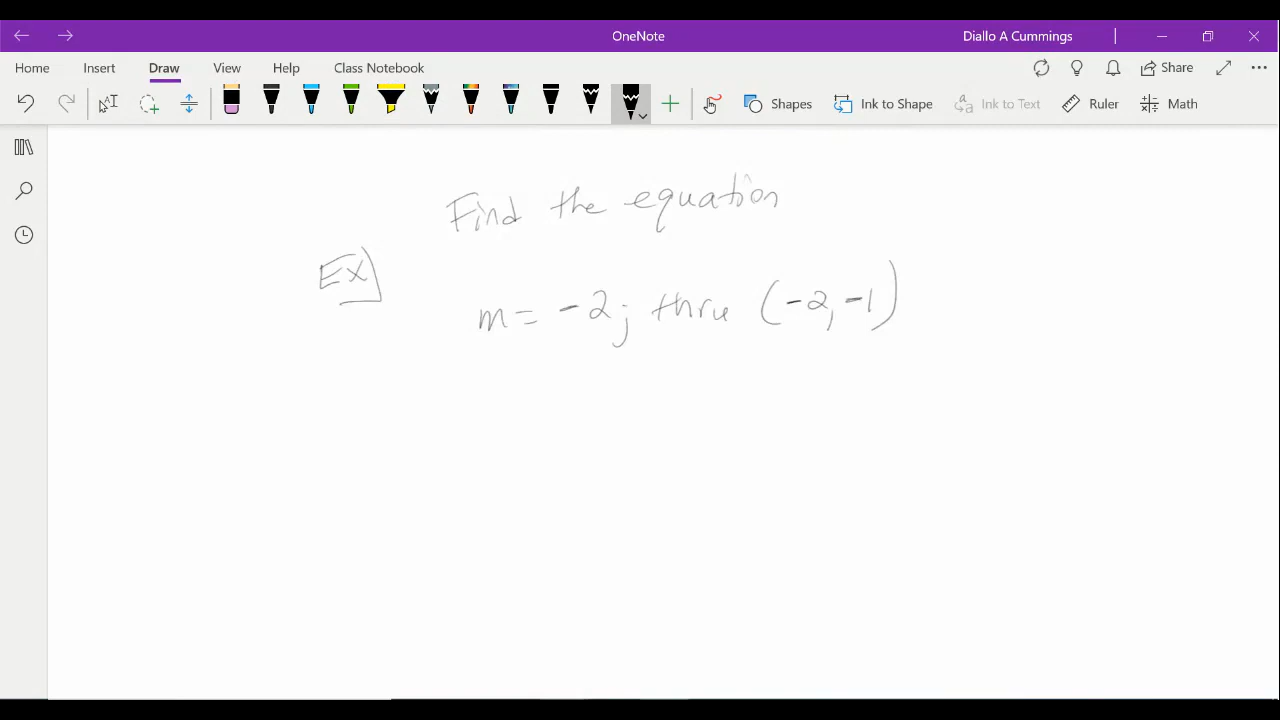 OneNote
Diallo A Cummings
Home Insert Draw View Help Class Notebook
Share
Shapes Ink to Shape Ink to Text Ruler Math
Find the equation
Ex)
m = -2; thru (-2, -1)